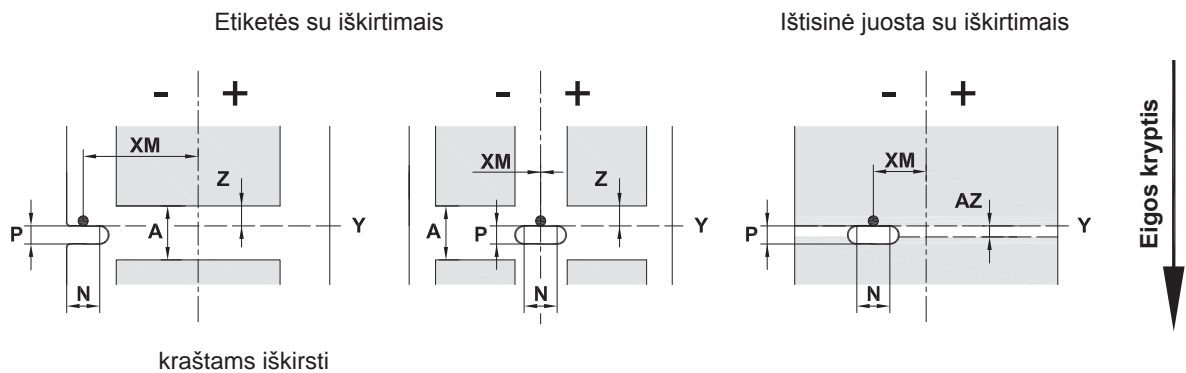 Etiketės su iškirtimais
Ištisinė juosta su iškirtimais
- +
- +
- +
XM
XM
XM
Z
Z
AZ
P
A
Y
A
P
Y
P
Y
N
N
N
Eigos kryptis
kraštams iškirsti